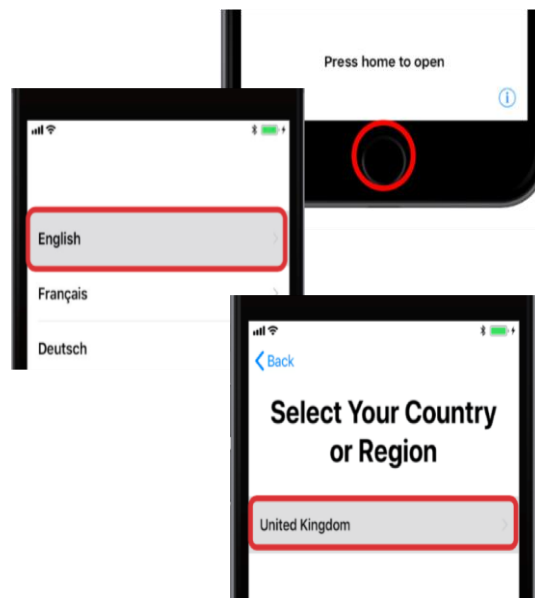 Press home to open
English
Français
Deutsch
Back
Select Your Country
or Region
United Kingdom